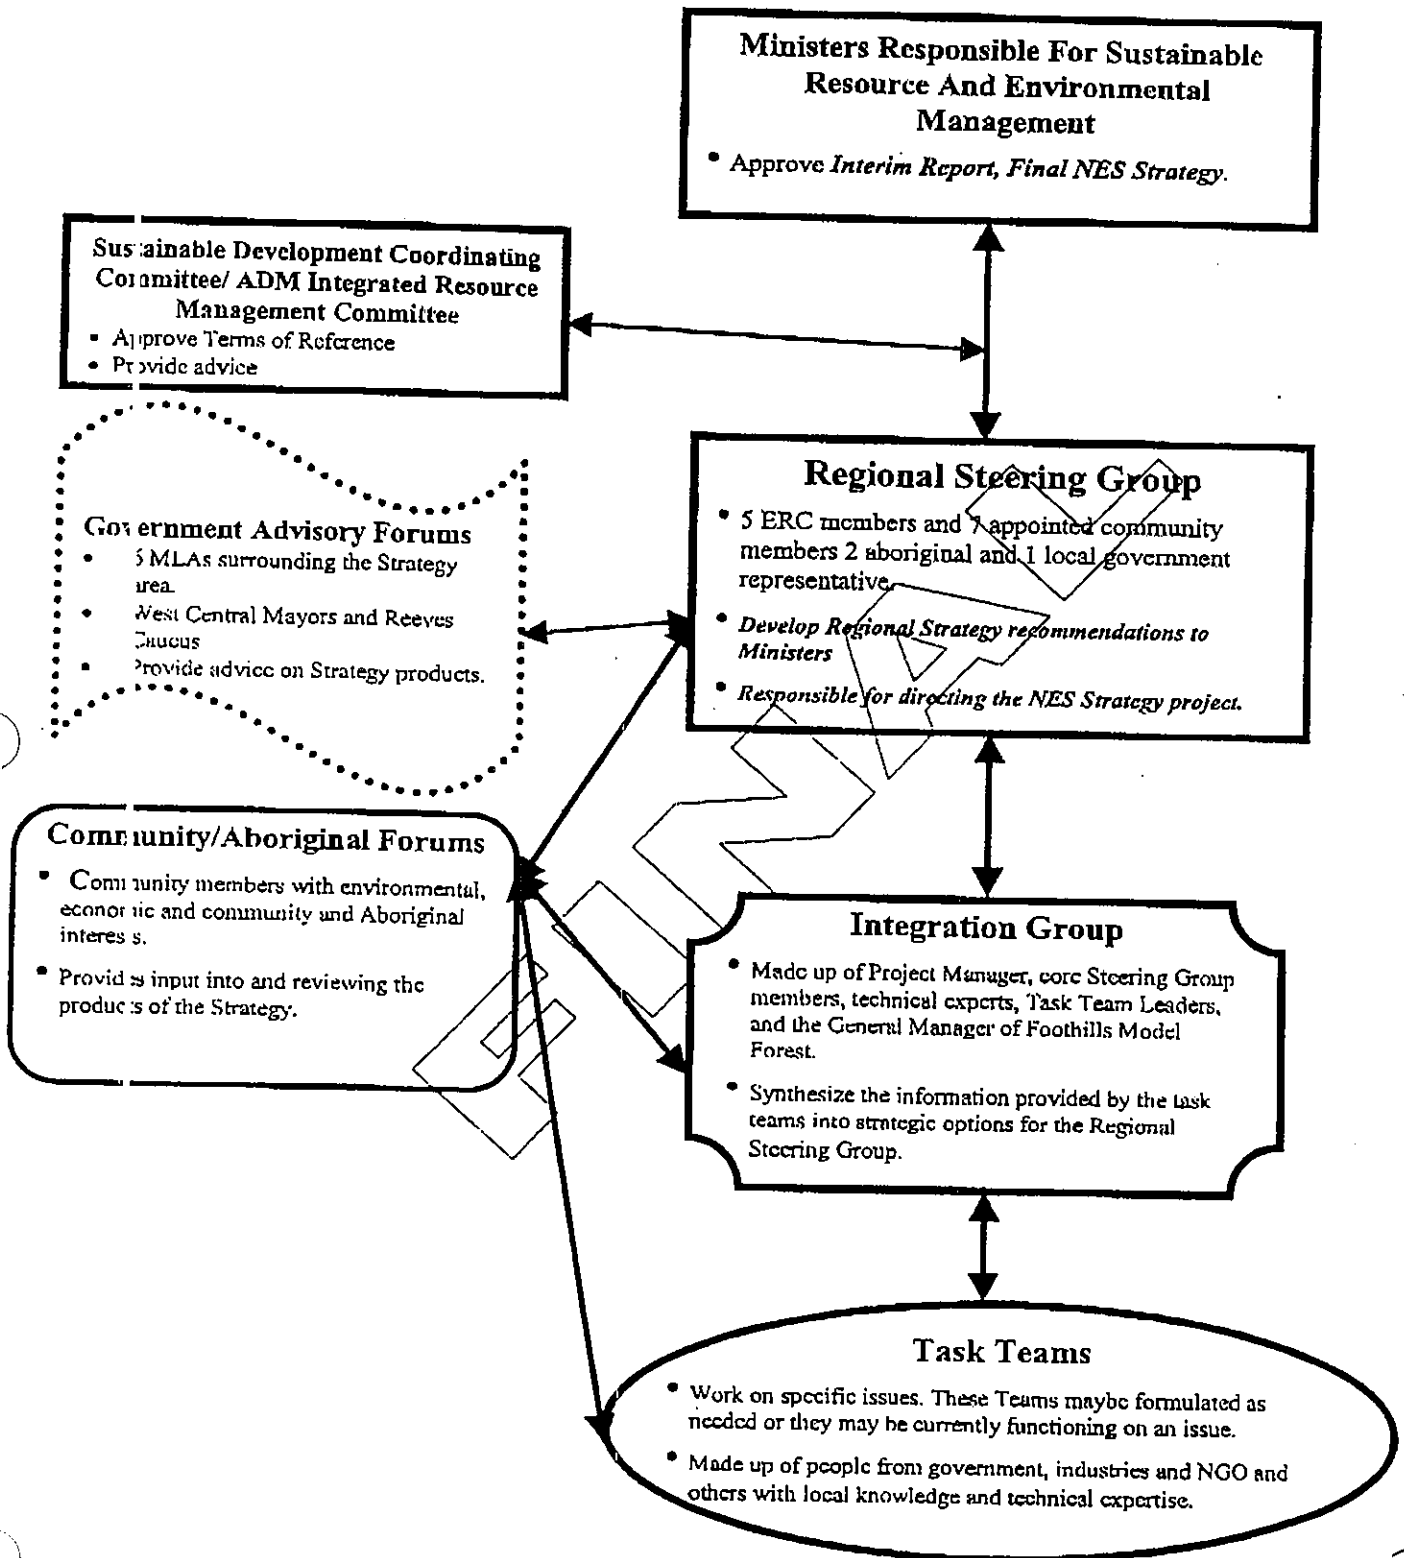 Ministers Responsible For Sustainable
Resource And Environmental
Management
• Approve Interim Report, Final NES Strategy.
Sustainable Development Coordinating
Committee/ ADM Integrated Resource
Management Committee
• Approve Terms of Reference
• Provide advice
Regional Steering Group
• 5 ERC members and 7 appointed community
members 2 aboriginal and 1 local government
representative.
• Develop Regional Strategy recommendations to
Ministers
• Responsible for directing the NES Strategy project.
Government Advisory Forums
• MLAs surrounding the Strategy
area.
• West Central Mayors and Reeves
Caucus
• Provide advice on Strategy products.
Community/Aboriginal Forums
• Community members with environmental,
economic and community and Aboriginal
interests.
• Provides input into and reviewing the
products of the Strategy.
Integration Group
• Made up of Project Manager, core Steering Group
members, technical experts, Task Team Leaders,
and the General Manager of Foothills Model
Forest.
• Synthesize the information provided by the task
teams into strategic options for the Regional
Steering Group.
Task Teams
• Work on specific issues. These Teams maybe formulated as
needed or they may be currently functioning on an issue.
• Made up of people from government, industries and NGO and
others with local knowledge and technical expertise.